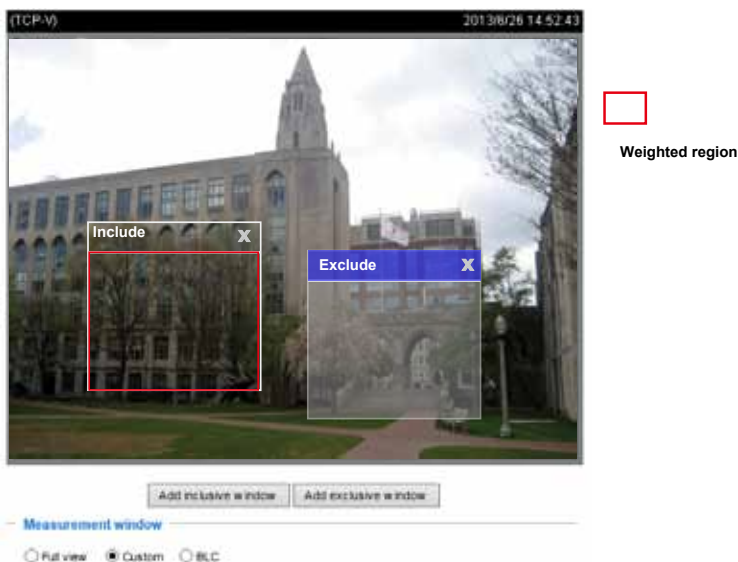 (TCP-V) 2013/8/26 14:52:43
Weighted region
Include X
Exclude X
Add inclusive window Add exclusive window
Measurement window
Full view Custom BLC